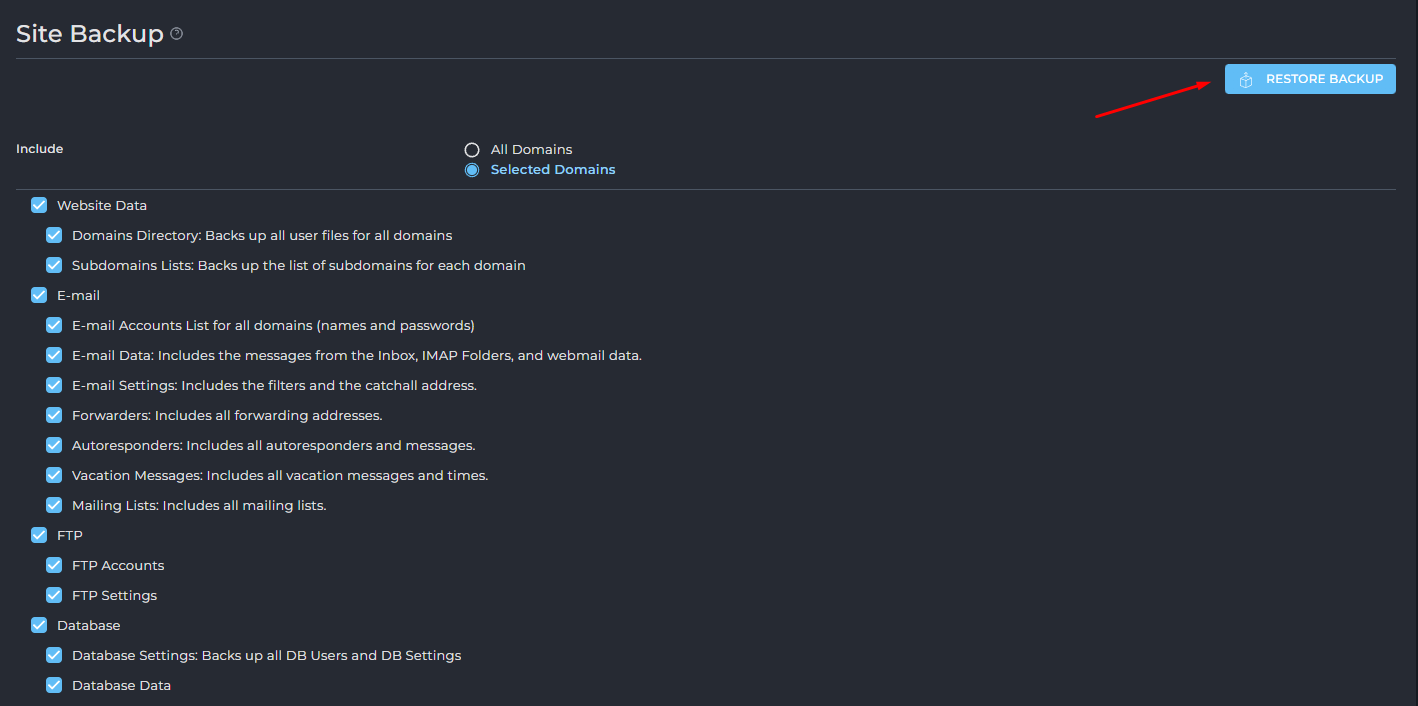 Site Backup
RESTORE BACKUP
Include
All Domains
Selected Domains
Website Data
Domains Directory: Backs up all user files for all domains
Subdomains Lists: Backs up the list of subdomains for each domain
E-mail
E-mail Accounts List for all domains (names and passwords)
E-mail Data: Includes the messages from the Inbox, IMAP Folders, and webmail data.
E-mail Settings: Includes the filters and the catchall address.
Forwarders: Includes all forwarding addresses.
Autoresponders: Includes all autoresponders and messages.
Vacation Messages: Includes all vacation messages and times.
Mailing Lists: Includes all mailing lists.
FTP
FTP Accounts
FTP Settings
Database
Database Settings: Backs up all DB Users and DB Settings
Database Data